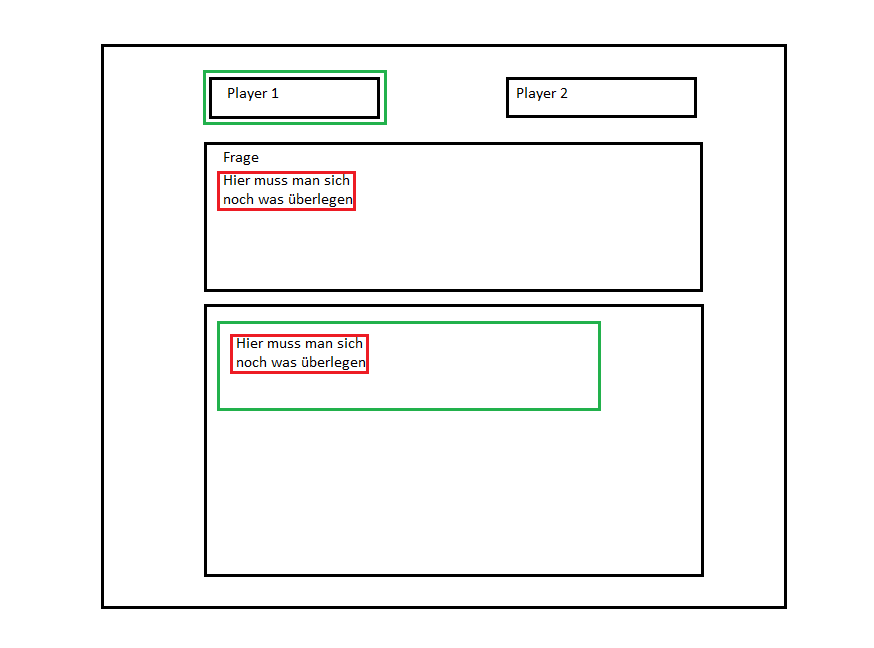 Player 1
Player 2
Frage
Hier muss man sich
noch was überlegen
Hier muss man sich
noch was überlegen